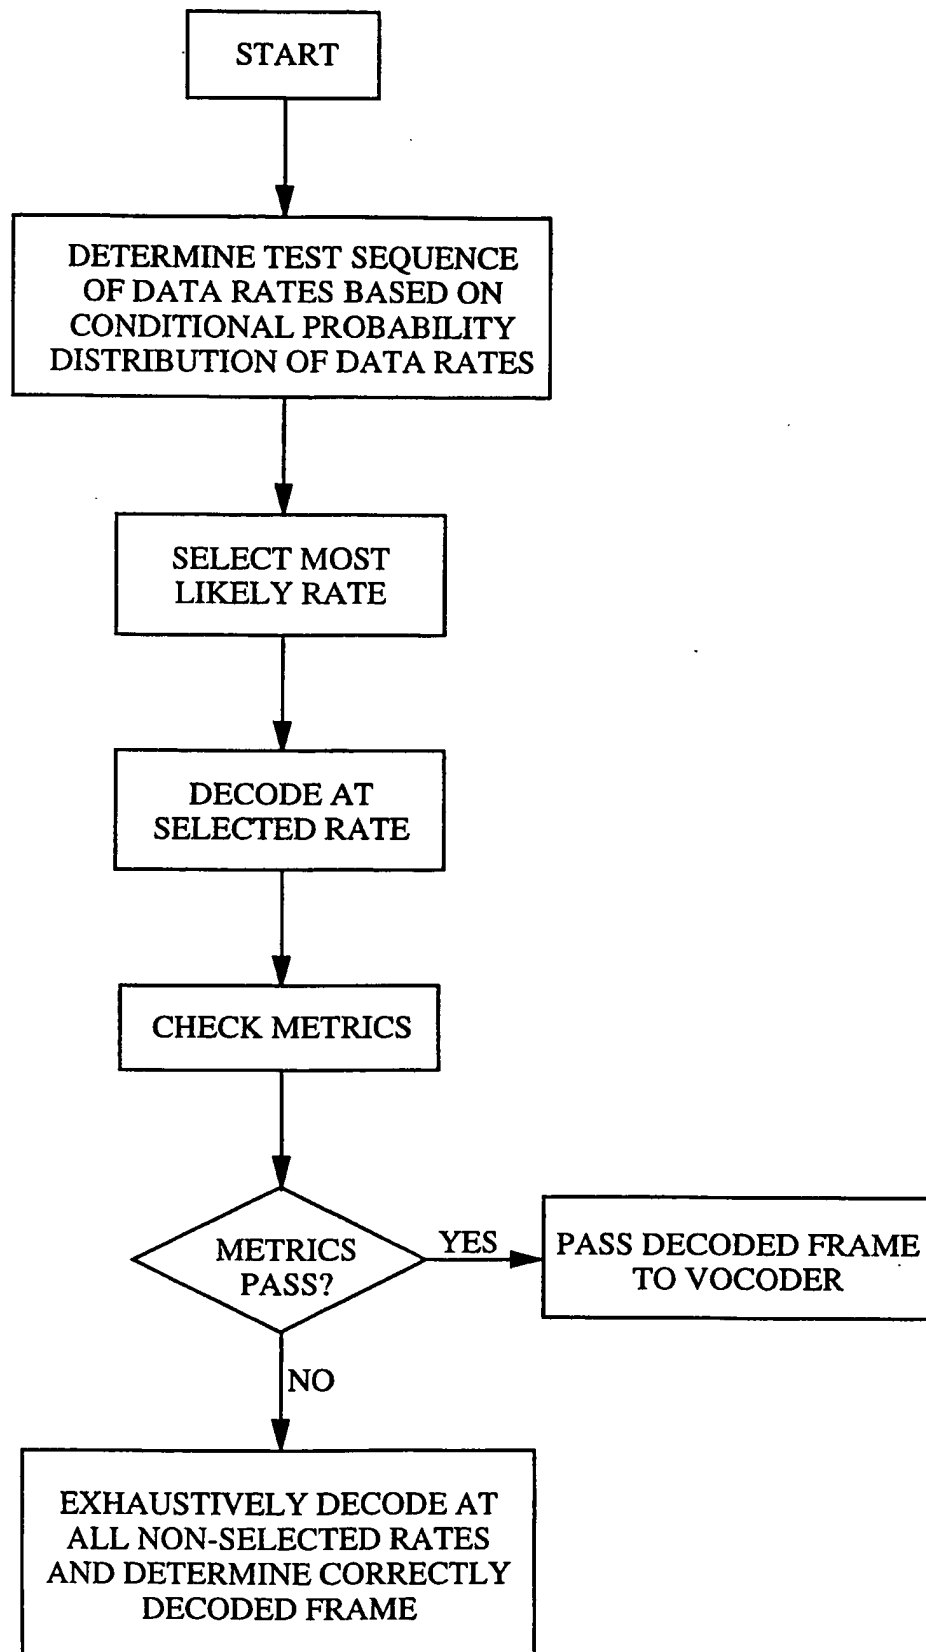 START
DETERMINE TEST SEQUENCE
OF DATA RATES BASED ON
CONDITIONAL PROBABILITY
DISTRIBUTION OF DATA RATES
SELECT MOST
LIKELY RATE
DECODE AT
SELECTED RATE
CHECK METRICS
METRICS
PASS?
YES
PASS DECODED FRAME
TO VOCODER
NO
EXHAUSTIVELY DECODE AT
ALL NON-SELECTED RATES
AND DETERMINE CORRECTLY
DECODED FRAME